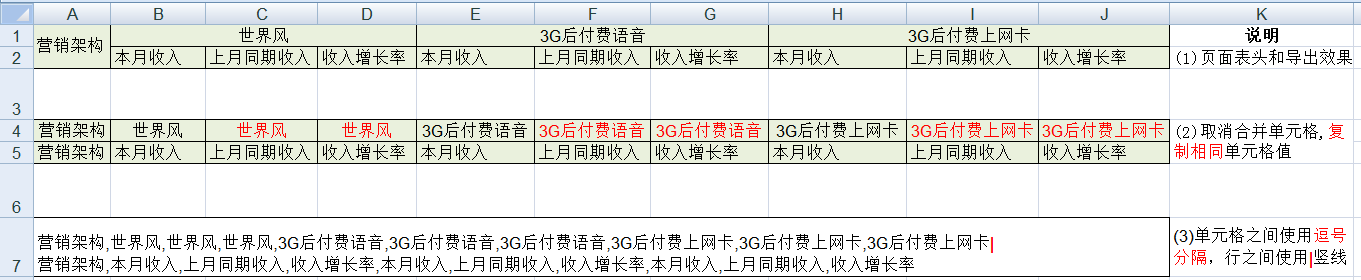 A B C D E F G H I J K
1 营销架构 世界风 3G后付费语音 3G后付费上网卡 说明
2 本月收入 上月同期收入 收入增长率 本月收入 上月同期收入 收入增长率 本月收入 上月同期收入 收入增长率 (1)页面表头和导出效果
3
4 营销架构 世界风 世界风 世界风 3G后付费语音 3G后付费语音 3G后付费语音 3G后付费上网卡 3G后付费上网卡 3G后付费上网卡 (2)取消合并单元格,复
5 营销架构 本月收入 上月同期收入 收入增长率 本月收入 上月同期收入 收入增长率 本月收入 上月同期收入 收入增长率 制相同单元格值
6
营销架构,世界风,世界风,世界风,3G后付费语音,3G后付费语音,3G后付费语音,3G后付费上网卡,3G后付费上网卡,3G后付费上网卡| (3)单元格之间使用逗号
7 营销架构,本月收入,上月同期收入,收入增长率,本月收入,上月同期收入,收入增长率,本月收入,上月同期收入,收入增长率 分隔，行之间使用|竖线